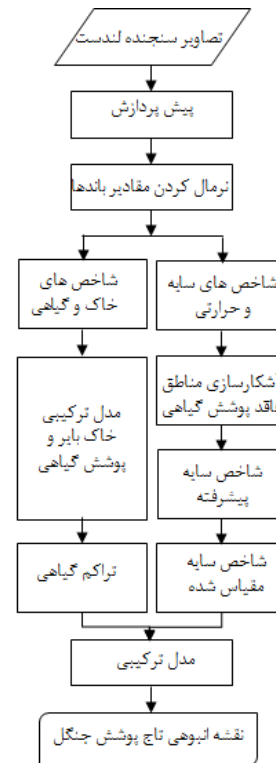 تصاویر سنجنده لندست
پیش پردازش
نرمال کردن مقادیر باندها
شاخص های
خاک و گیاهی
شاخص های سایه
و حرارتی
مدل ترکیبی
خاک بایر و
پوشش گیاهی
آشکارسازی مناطق
فاقد پوشش گیاهی
شاخص سایه
پیشرفته
تراکم گیاهی
شاخص سایه
مقیاس شده
مدل ترکیبی
نقشه انبوهی تاج پوشش جنگل